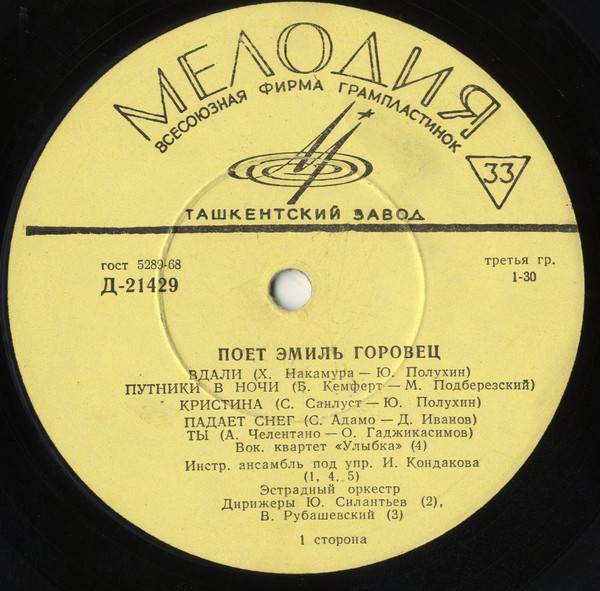 МЕЛОДИЯ
ВСЕСОЮЗНАЯ ФИРМА ГРАМПЛАСТИНОК
33
ТАШКЕНТСКИЙ ЗАВОД
гост 5289-68
Д-21429
третья гр.
1-30
ПОЕТ ЭМИЛЬ ГОРОВЕЦ
ВДАЛИ (Х. Накамура — Ю. Полухин)
ПУТНИКИ В НОЧИ (Б. Кемферт — М. Подберезский)
КРИСТИНА (С. Санлуст — Ю. Полухин)
ПАДАЕТ СНЕГ (С. Адамо — Д. Иванов)
ТЫ (А. Челентано — О. Гаджикасимов)
Вок. квартет «Улыбка» (4)
Инстр. ансамбль под упр. И. Кондакова
(1, 4, 5)
Эстрадный оркестр
Дирижеры Ю. Силантьев (2),
В. Рубашевский (3)
1 сторона